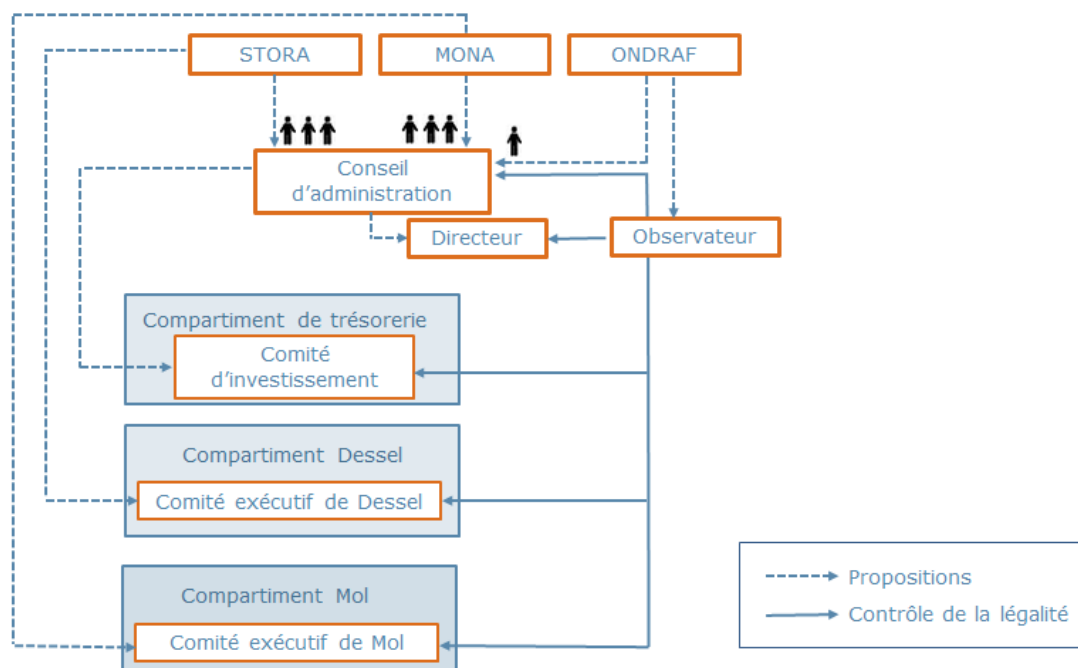 STORA
MONA
ONDRAF
Conseil
d'administration
Directeur
Observateur
Compartiment de trésorerie
Comité
d'investissement
Compartiment Dessel
Comité exécutif de Dessel
Compartiment Mol
Comité exécutif de Mol
Propositions
Contrôle de la légalité